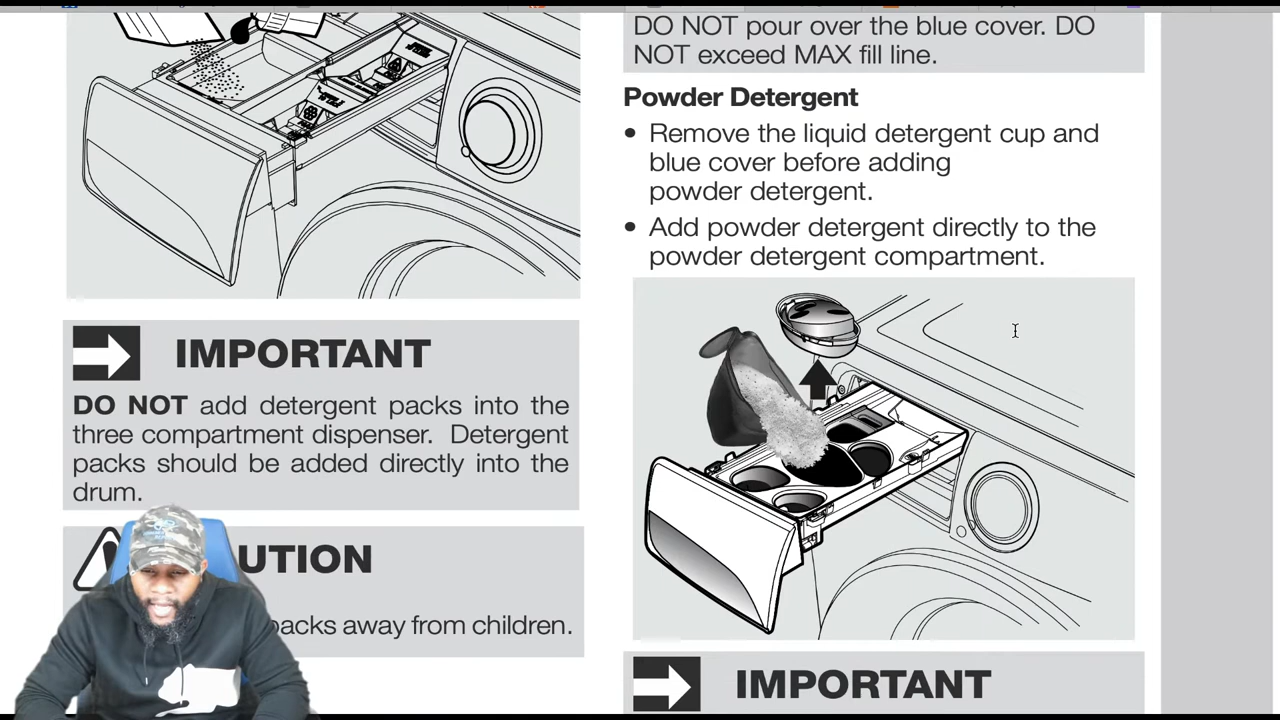 IMPORTANT
DO NOT add detergent packs into the
three compartment dispenser. Detergent
packs should be added directly into the
drum.
UTION
packs away from children.
DO NOT pour over the blue cover. DO
NOT exceed MAX fill line.
Powder Detergent
• Remove the liquid detergent cup and
blue cover before adding
powder detergent.
• Add powder detergent directly to the
powder detergent compartment.
IMPORTANT